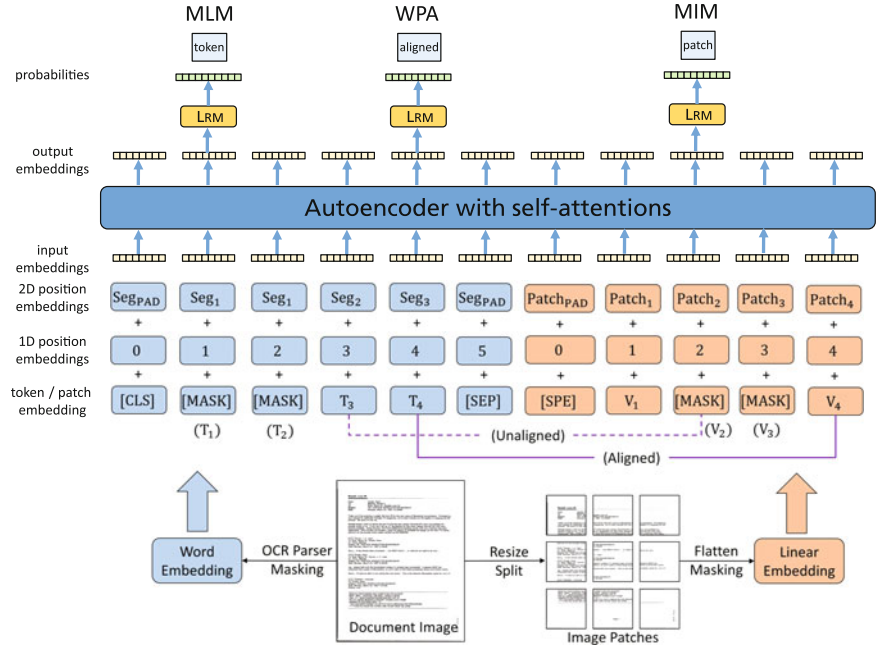 MLM WPA MIM
token aligned patch
probabilities
LRM LRM LRM
output
embeddings
Autoencoder with self-attentions
input
embeddings
2D position
embeddings
SegPAD Seg1 Seg1 Seg2 Seg3 SegPAD PatchPAD Patch1 Patch2 Patch3 Patch4
+ + + + + + + + + + +
1D position
embeddings
0 1 2 3 4 5 0 1 2 3 4
+ + + + + + + + + + +
token / patch
embedding
[CLS] [MASK] [MASK] T3 T4 [SEP] [SPE] V1 [MASK] [MASK] V4
(T1) (T2) (Unaligned) (V2) (V3)
(Aligned)
Word
Embedding
OCR Parser
Masking
Document Image
Resize
Split
Image Patches
Flatten
Masking
Linear
Embedding